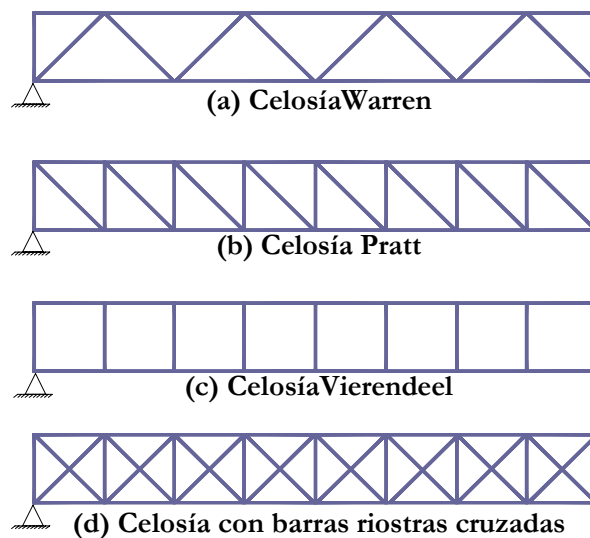 (a) CelosíaWarren
(b) Celosía Pratt
(c) CelosíaVierendeel
(d) Celosía con barras riostras cruzadas